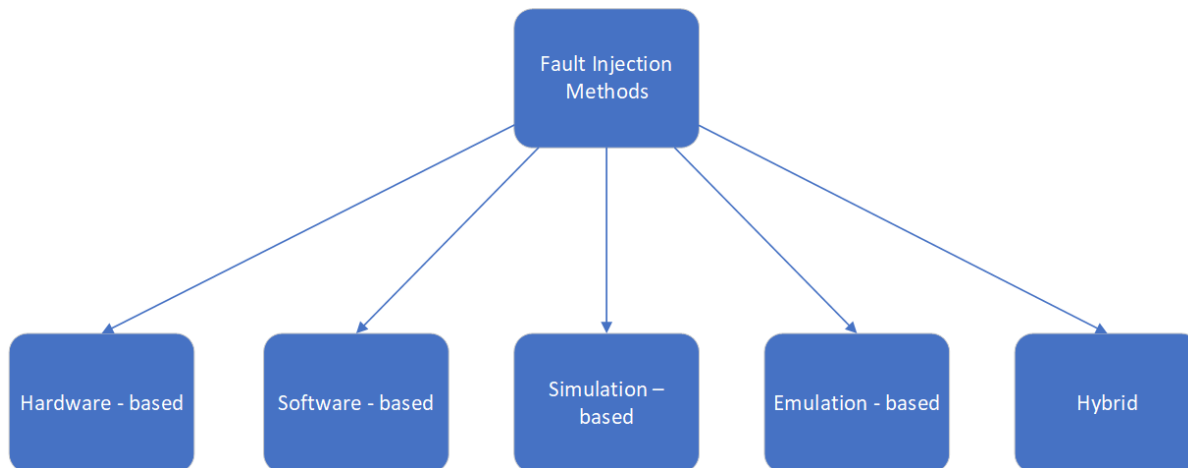 Fault Injection
Methods
Hardware - based
Software - based
Simulation –
based
Emulation - based
Hybrid